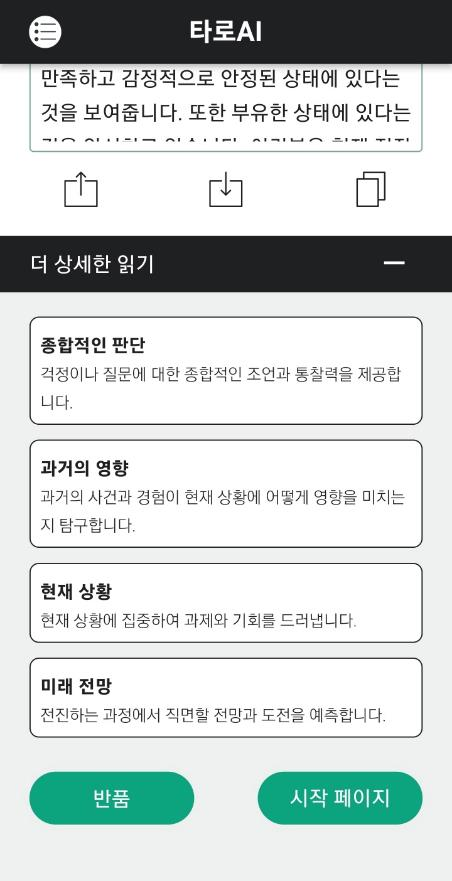 타로AI
만족하고 감정적으로 안정된 상태에 있다는
것을 보여줍니다. 또한 부유한 상태에 있다는
더 상세한 읽기
종합적인 판단
걱정이나 질문에 대한 종합적인 조언과 통찰력을 제공합
니다.
과거의 영향
과거의 사건과 경험이 현재 상황에 어떻게 영향을 미치는
지 탐구합니다.
현재 상황
현재 상황에 집중하여 과제와 기회를 드러냅니다.
미래 전망
전진하는 과정에서 직면할 전망과 도전을 예측합니다.
반품
시작 페이지